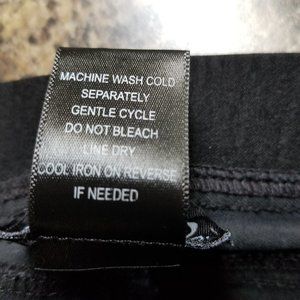 MACHINE WASH COLD
SEPARATELY
GENTLE CYCLE
DO NOT BLEACH
LINE DRY
COOL IRON ON REVERSE
IF NEEDED